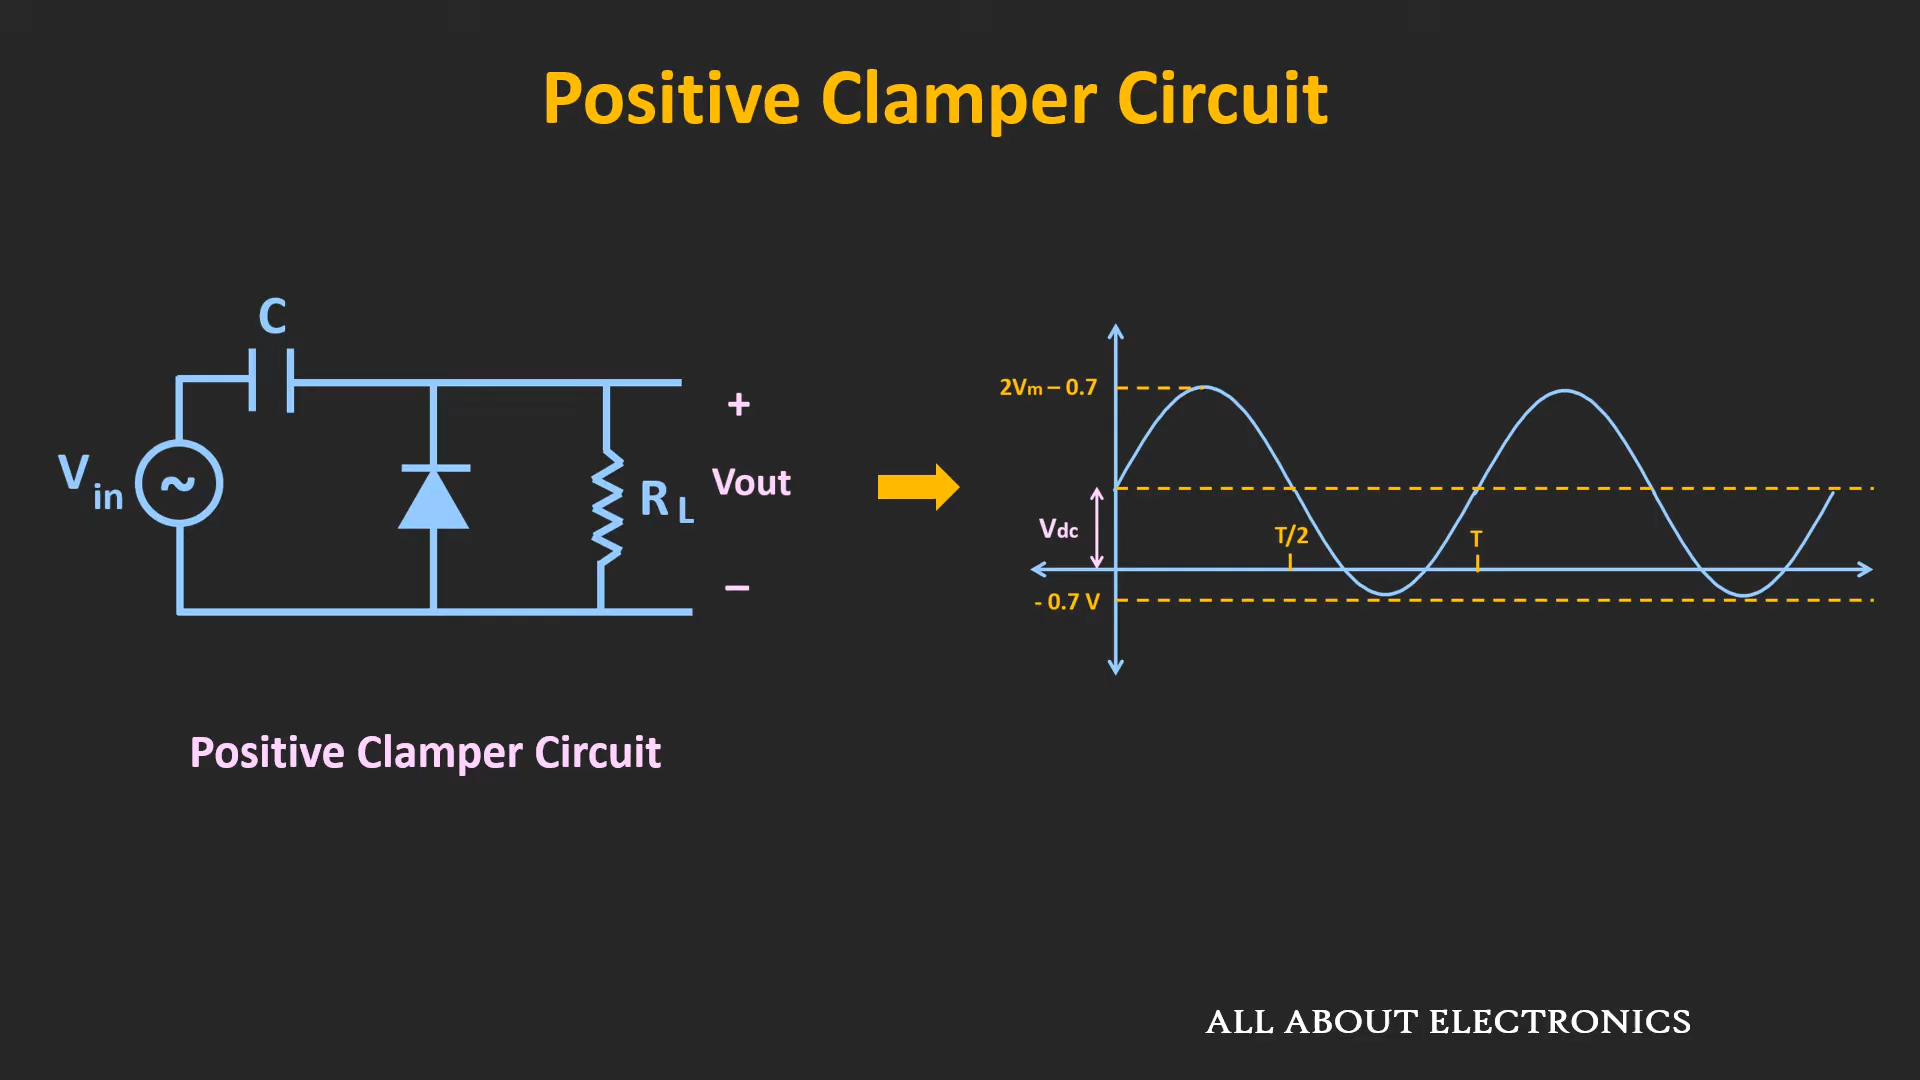 Positive Clamper Circuit
C
Vin
~
RL
+
Vout
–
Positive Clamper Circuit
2Vm – 0.7
Vdc
T/2
T
- 0.7 V
ALL ABOUT ELECTRONICS